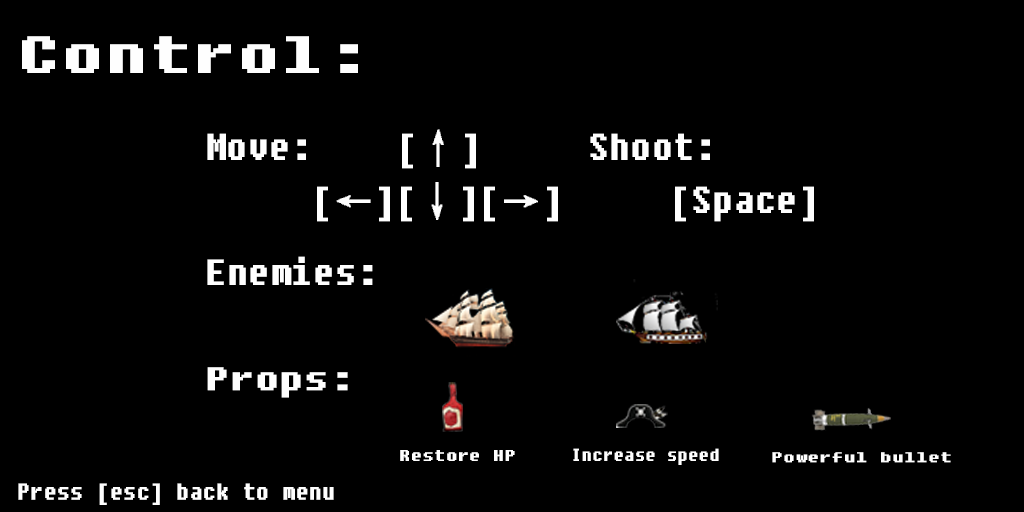 Control:
Move: [ ↑ ] Shoot:
[←][ ↓ ][→] [Space]
Enemies:
Props:
Restore HP Increase speed Powerful bullet
Press [esc] back to menu